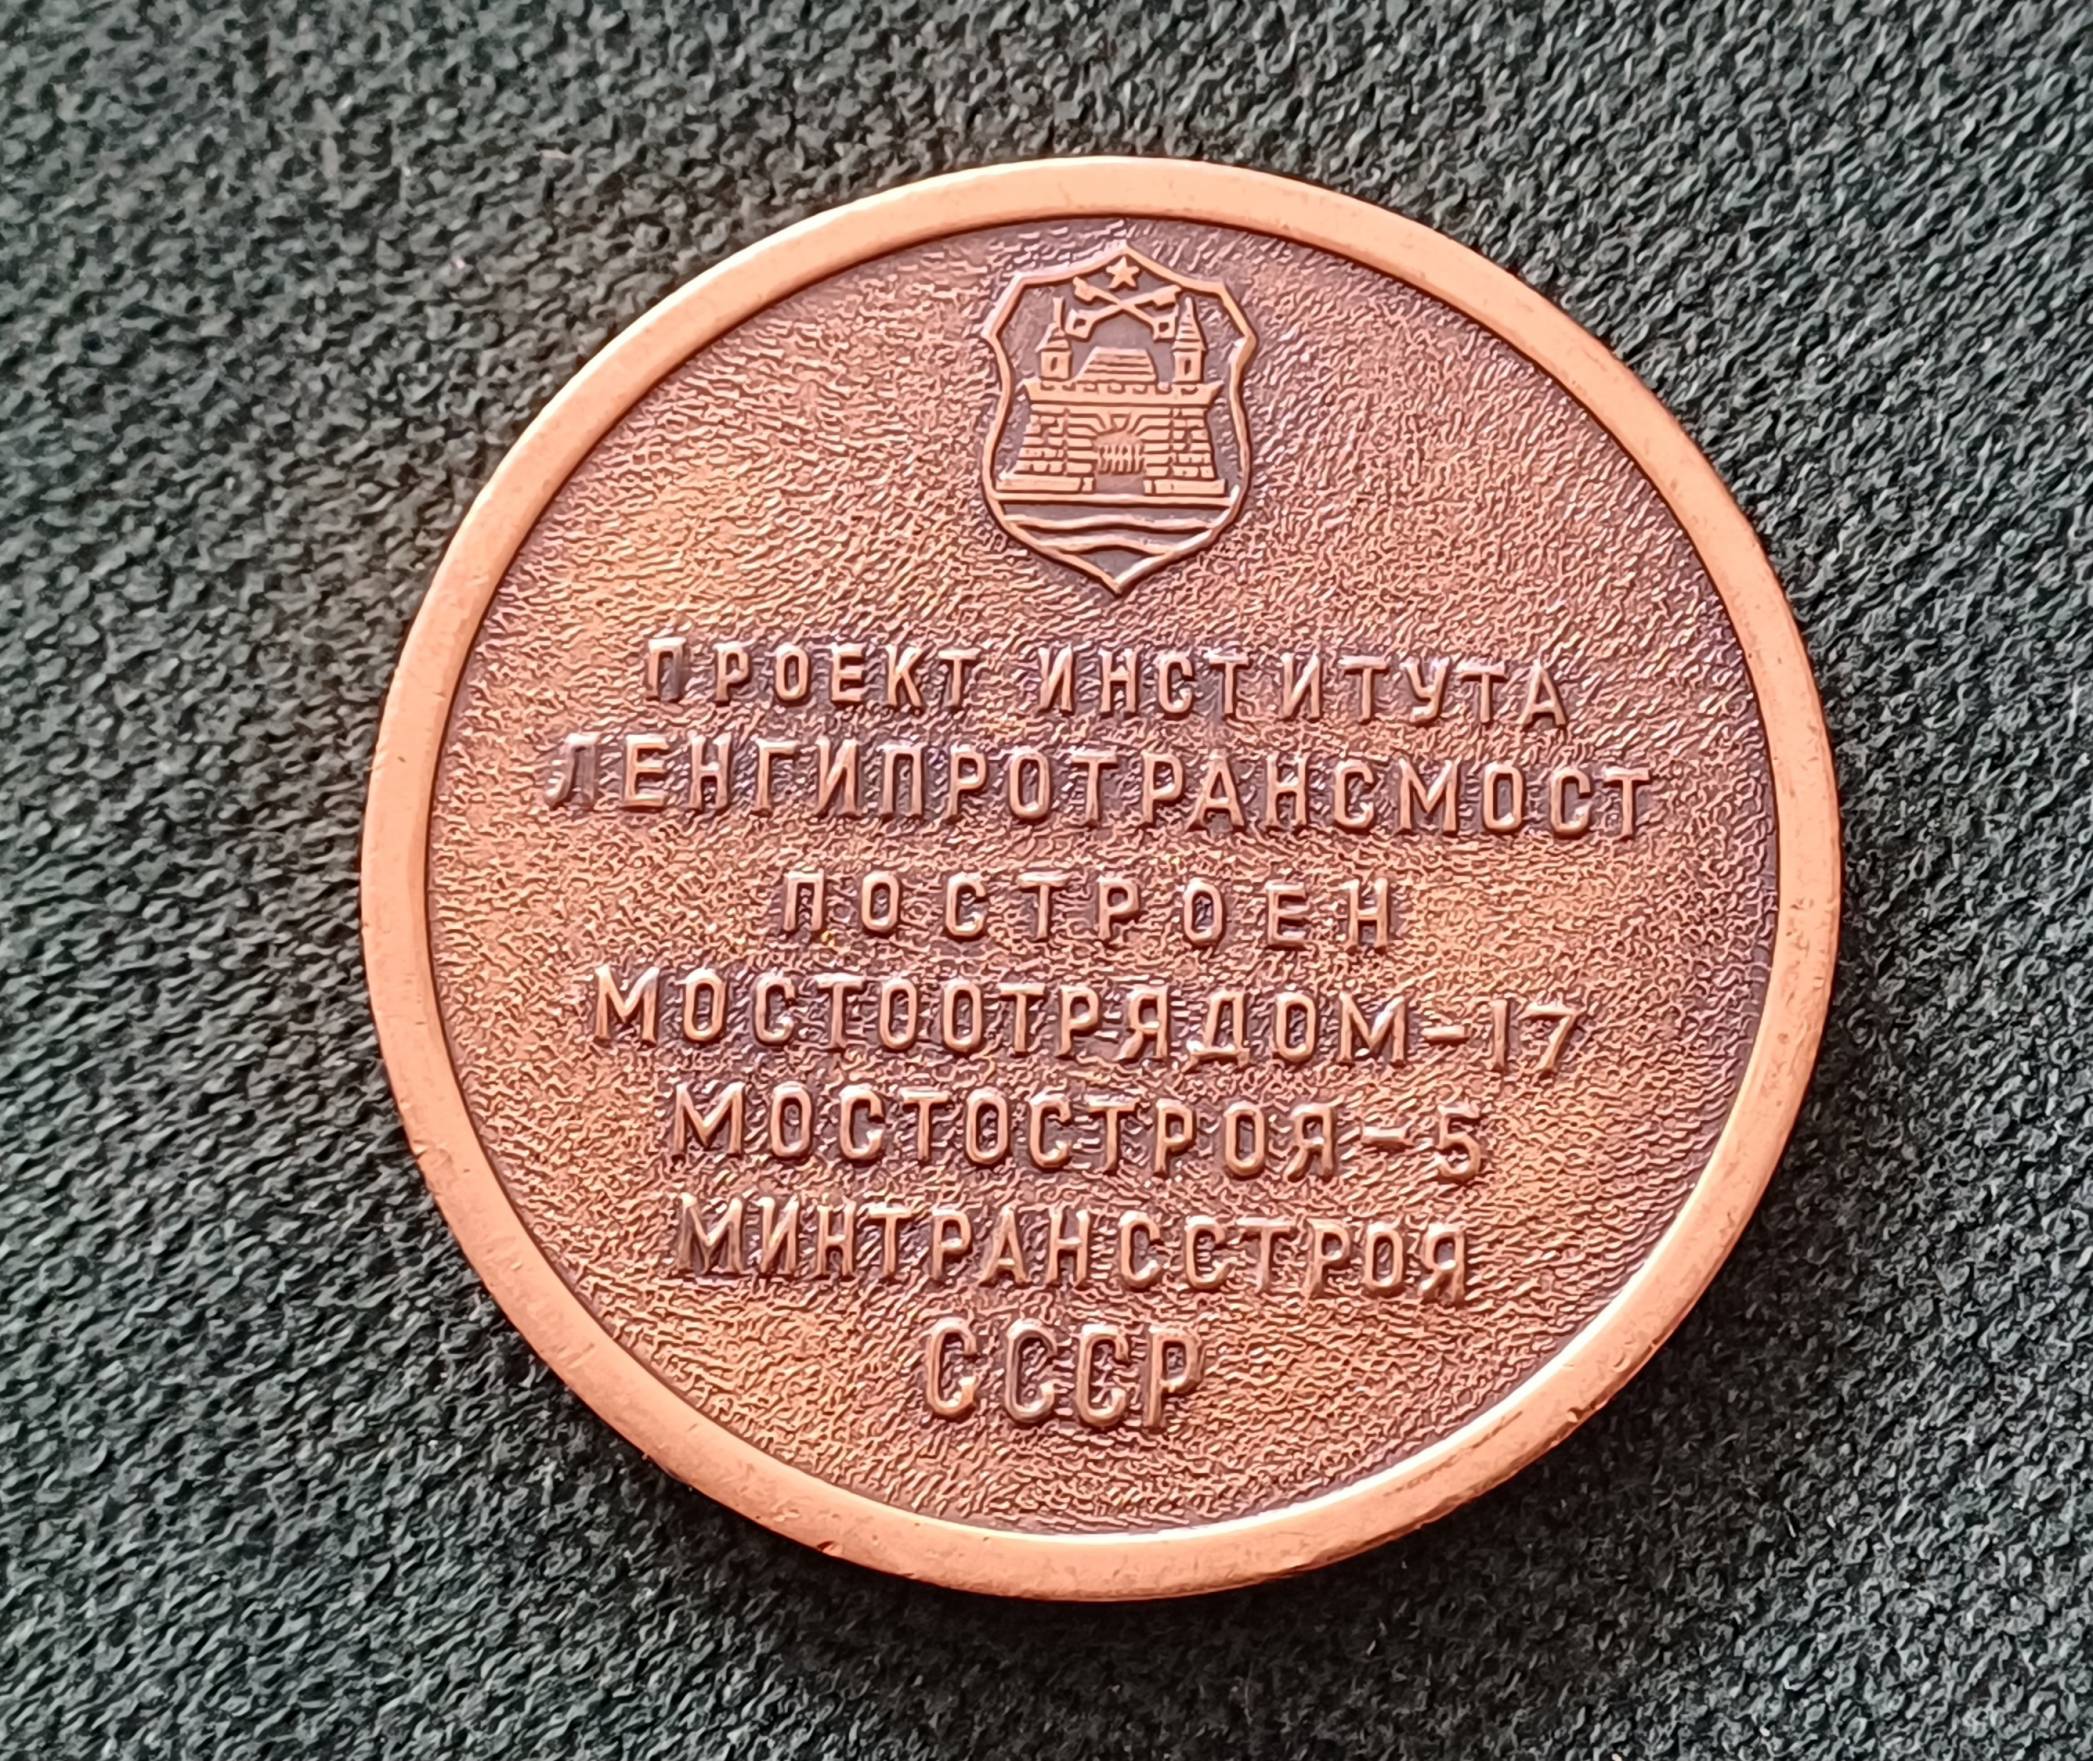 ПРОЕКТ ИНСТИТУТА
ЛЕНГИПРОТРАНСМОСТ
ПОСТРОЕН
МОСТООТРЯДОМ-17
МОСТОСТРОЯ-5
МИНТРАНССТРОЯ
СССР